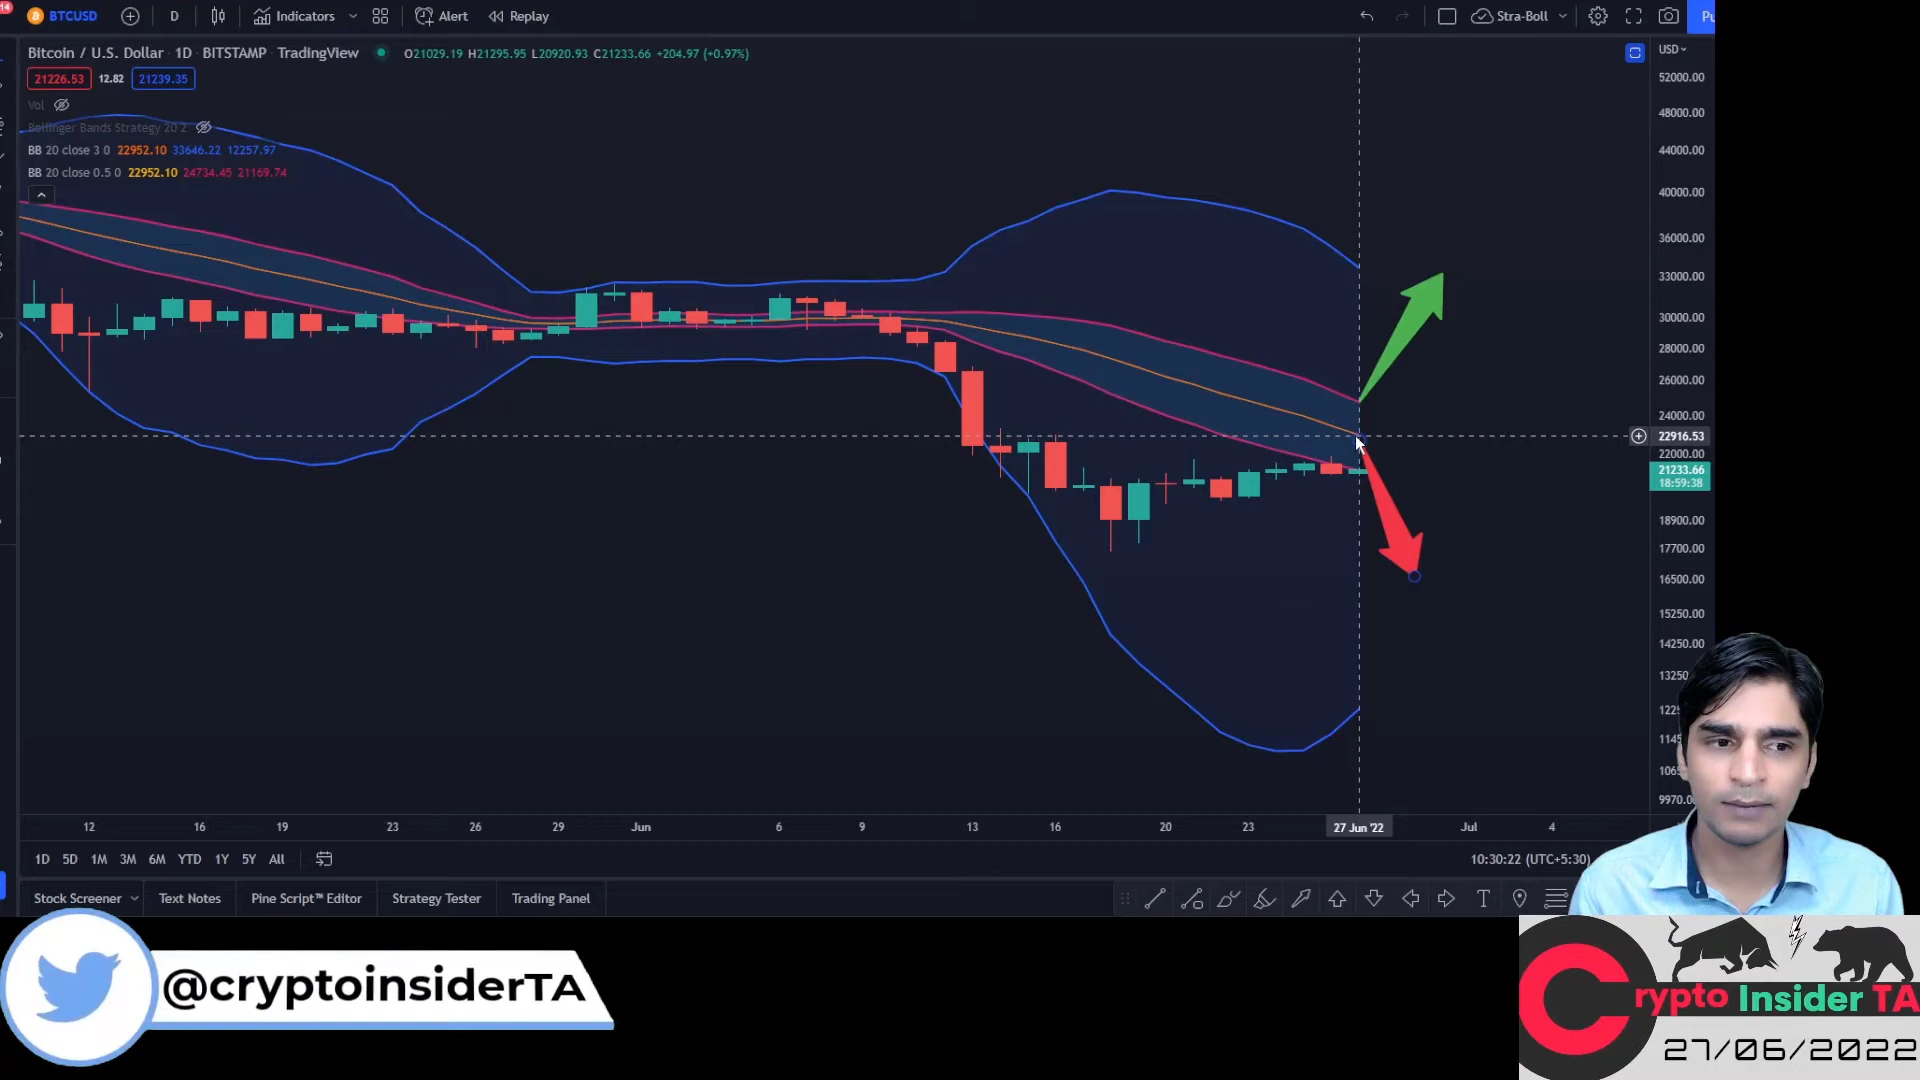 14
BTCUSD D Indicators Alert Replay Stra-Boll
Bitcoin / U.S. Dollar · 1D · BITSTAMP · TradingView O21029.19 H21295.95 L20920.93 C21233.66 +204.97 (+0.97%) USD
21226.53 12.82 21239.35
Vol
Bollinger Bands Strategy 20 2
BB 20 close 3 0 22952.10 33646.22 12257.97
BB 20 close 0.5 0 22952.10 24734.45 21169.74
52000.00
48000.00
44000.00
40000.00
36000.00
33000.00
30000.00
28000.00
26000.00
24000.00
22916.53
22000.00
21233.66
18:59:38
18900.00
17700.00
16500.00
15250.00
14250.00
12 16 19 23 26 29 Jun 6 9 13 16 20 23 27 Jun '22 Jul 4
1D 5D 1M 3M 6M YTD 1Y 5Y All 10:30:22 (UTC+5:30)
Stock Screener Text Notes Pine Script™ Editor Strategy Tester Trading Panel
@cryptoinsiderTA
Crypto Insider TA
27/06/2022